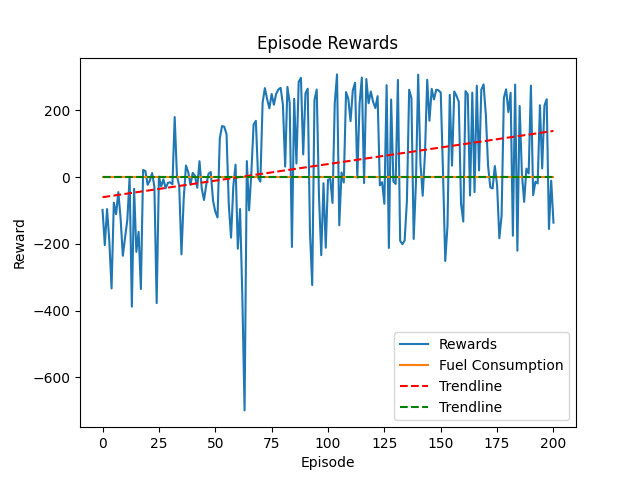 Episode Rewards
Reward
200
0
−200
−400
−600
Rewards
Fuel Consumption
Trendline
Trendline
0
25
50
75
100
125
150
175
200
Episode